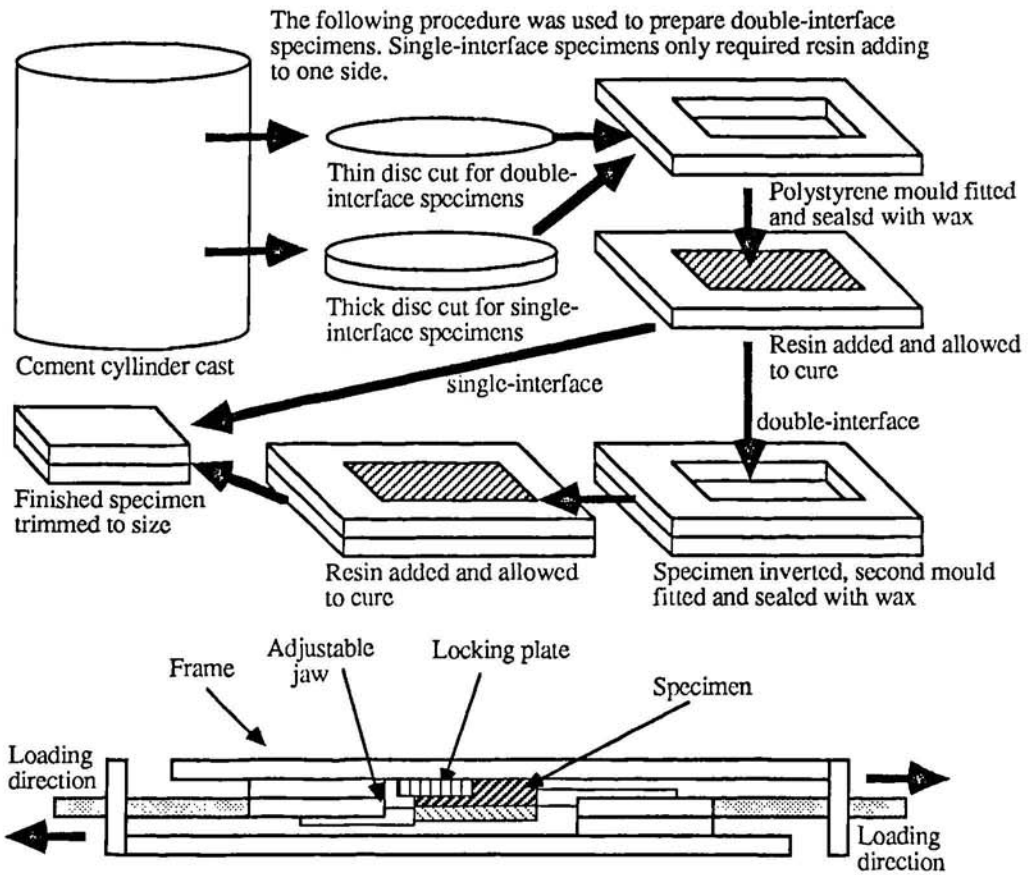 The following procedure was used to prepare double-interface
specimens. Single-interface specimens only required resin adding
to one side.
Thin disc cut for double-
interface specimens
Polystyrene mould fitted
and sealsd with wax
Thick disc cut for single-
interface specimens
Cement cyllinder cast
Resin added and allowed
to cure
single-interface
double-interface
Finished specimen
trimmed to size
Resin added and allowed
to cure
Specimen inverted, second mould
fitted and sealed with wax
Frame
Adjustable
jaw
Locking plate
Specimen
Loading
direction
Loading
direction